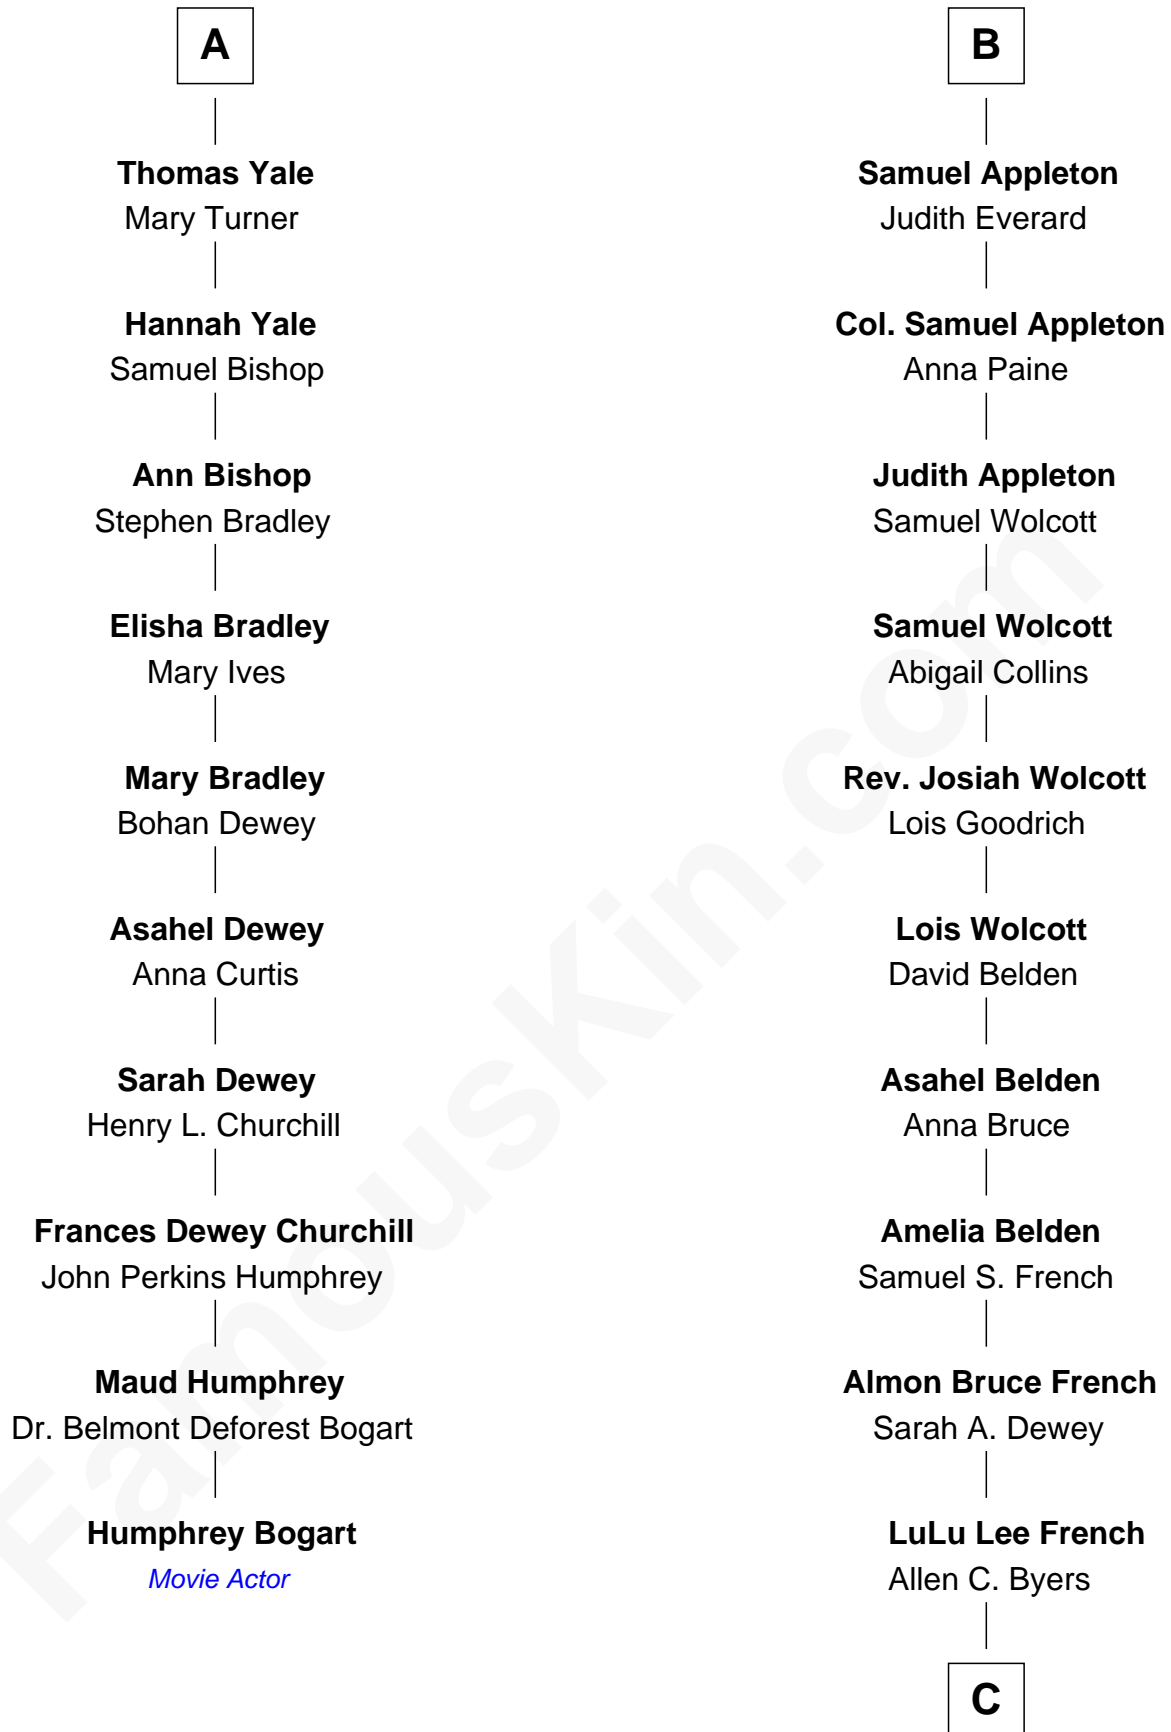 A
Thomas Yale
Mary Turner
Hannah Yale
Samuel Bishop
Ann Bishop
Stephen Bradley
Elisha Bradley
Mary Ives
Mary Bradley
Bohan Dewey
Asahel Dewey
Anna Curtis
Sarah Dewey
Henry L. Churchill
Frances Dewey Churchill
John Perkins Humphrey
Maud Humphrey
Dr. Belmont Deforest Bogart
Humphrey Bogart
Movie Actor
B
Samuel Appleton
Judith Everard
Col. Samuel Appleton
Anna Paine
Judith Appleton
Samuel Wolcott
Samuel Wolcott
Abigail Collins
Rev. Josiah Wolcott
Lois Goodrich
Lois Wolcott
David Belden
Asahel Belden
Anna Bruce
Amelia Belden
Samuel S. French
Almon Bruce French
Sarah A. Dewey
LuLu Lee French
Allen C. Byers
C
FamousKin.com